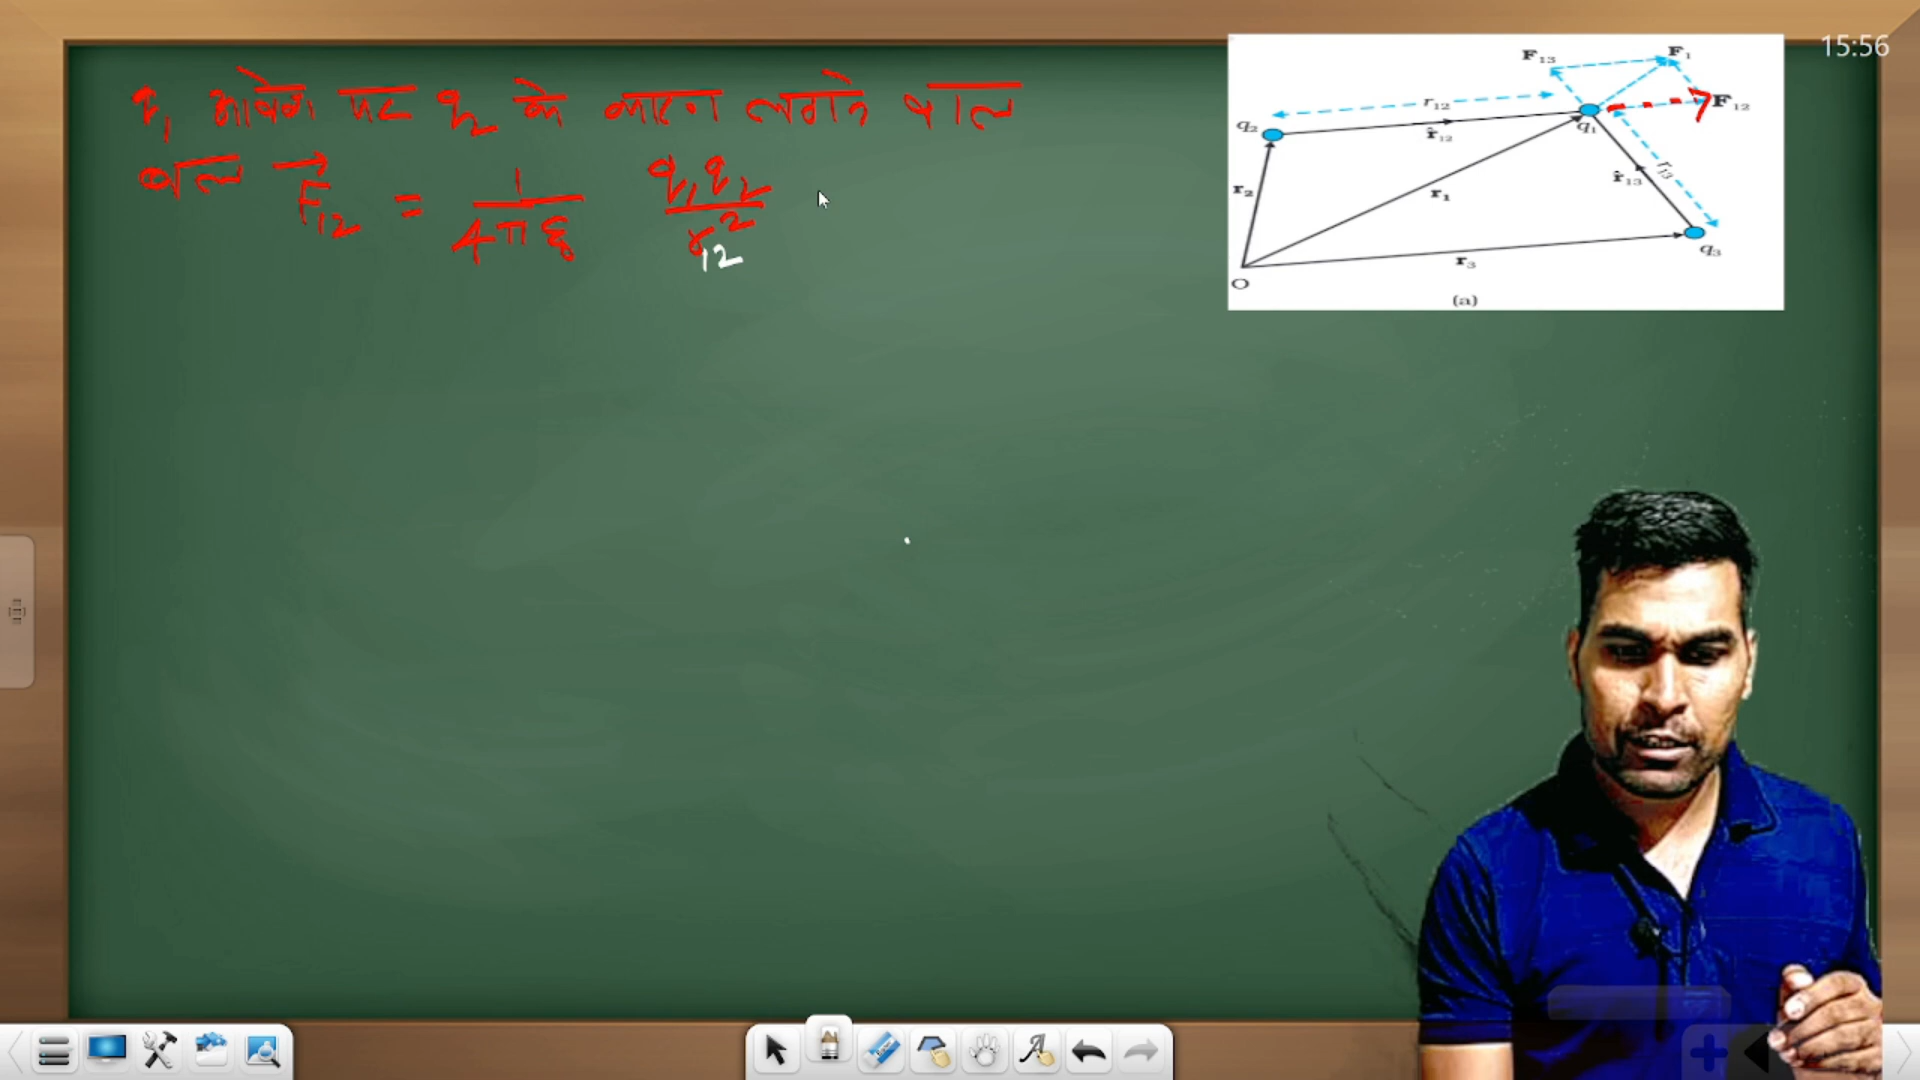 q₁ आवेश पर q₂ के कारण लगने वाला
बल F⃗₁₂ = 1/4πε₀ q₁q₂/r₁₂²
15:56
F₁₃
F₁
r₁₂
F₁₂
q₂
r̂₁₂
q₁
r₁₃
r̂₁₃
r₂
r₁
q₃
r₃
O
(a)